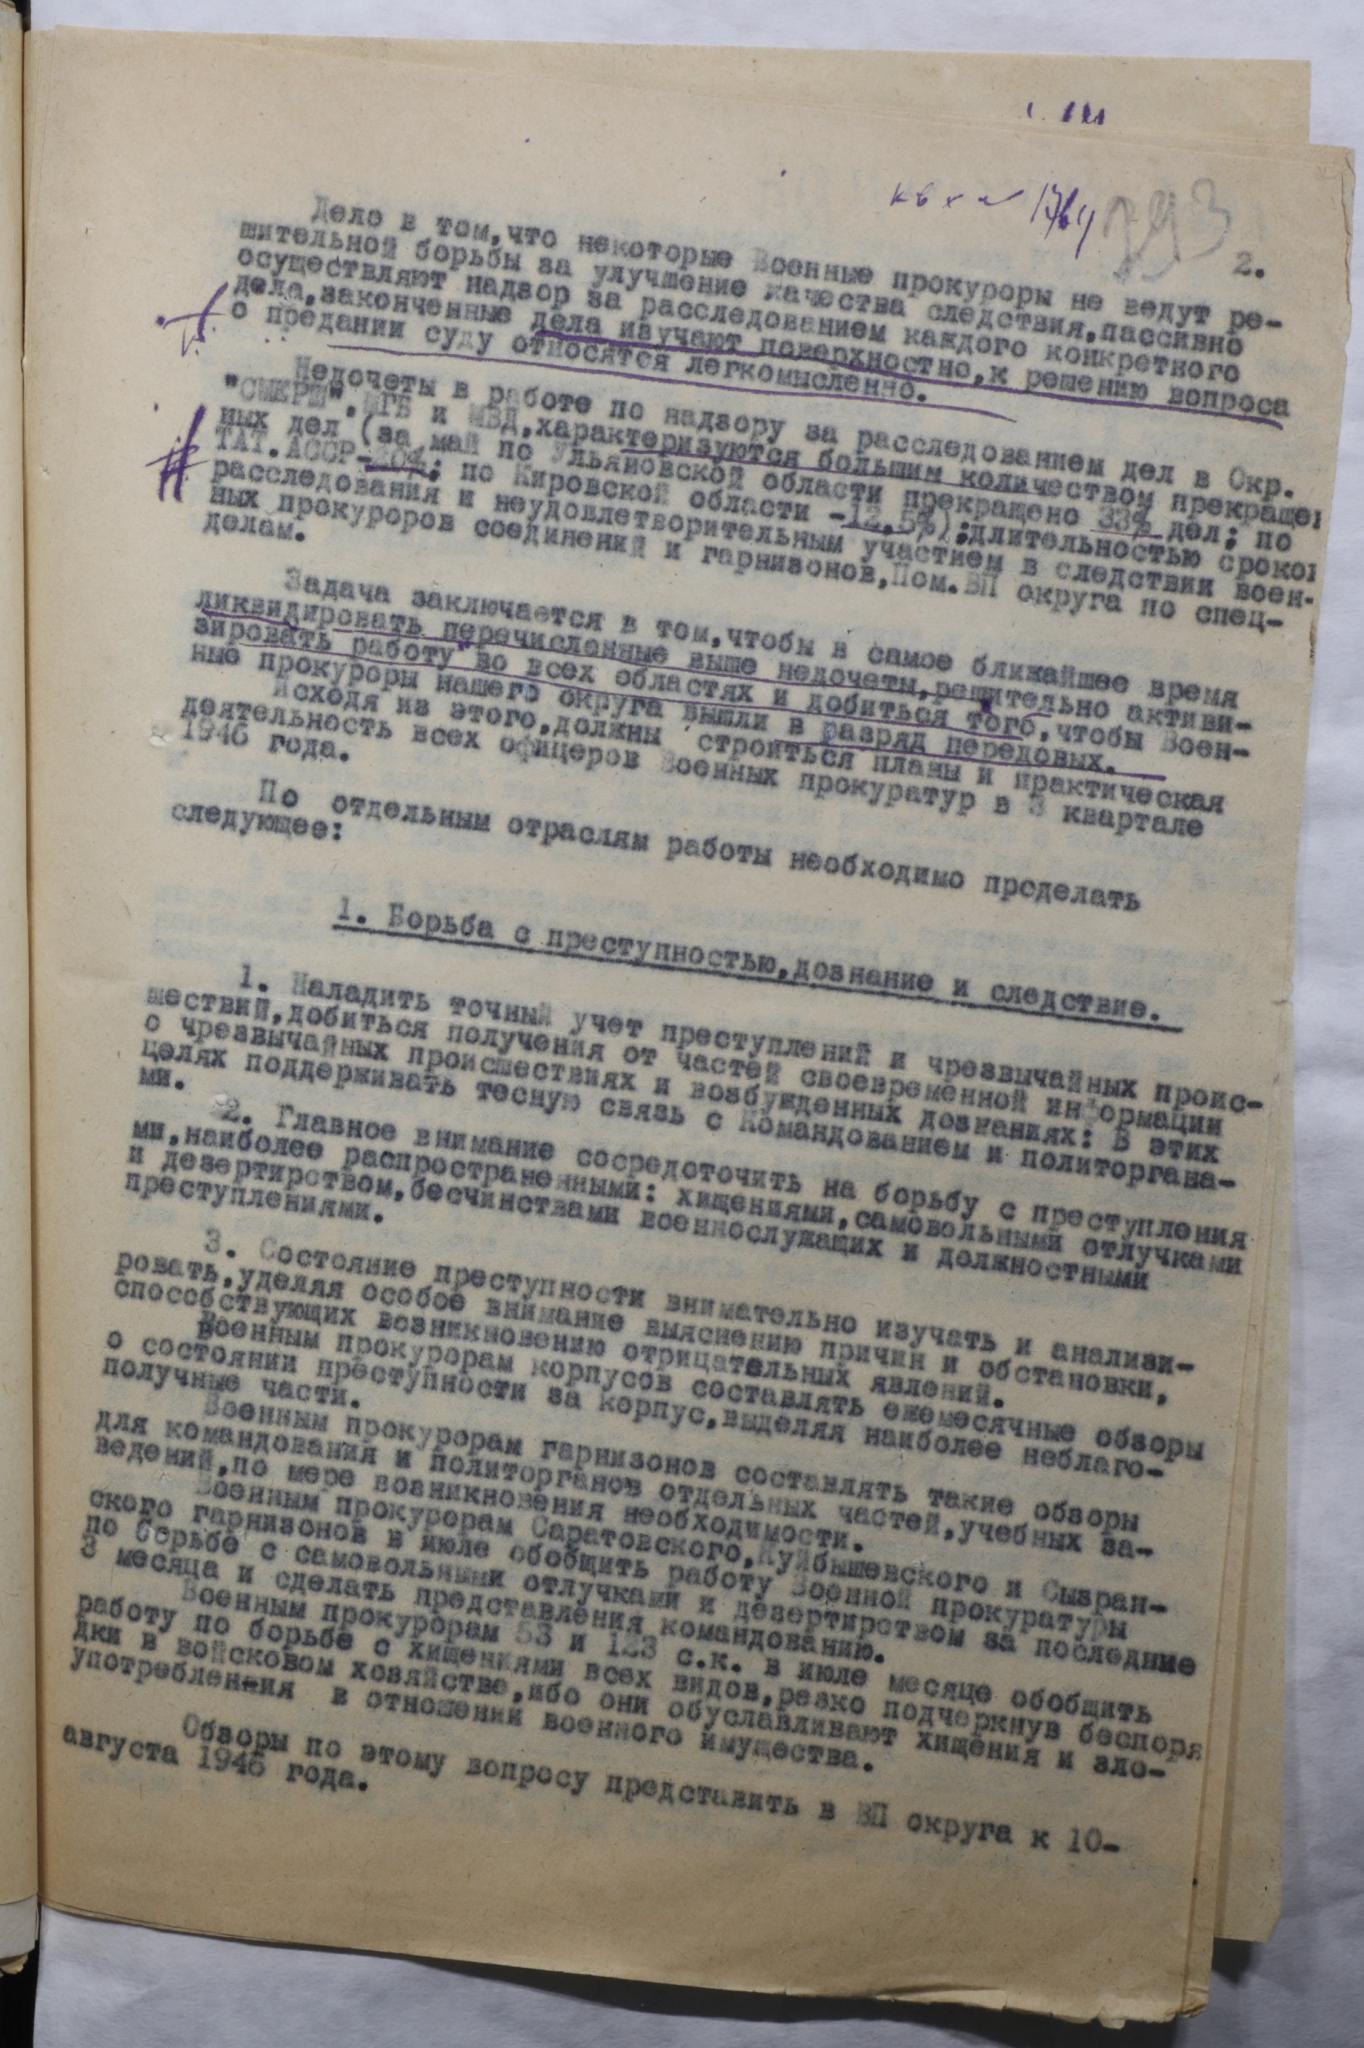 к вх №
2.
Дело в том,что некоторые Военные прокуроры не ведут ре-
шительной борьбы за улучшение качества следствия,пассивно
осуществляют надзор за расследованием каждого конкретного
дела,законченные дела изучают поверхностно,к решению вопроса
о предании суду относятся легкомысленно.
Недочеты в работе по надзору за расследованием дел в Окр.
"СМЕРШ",МГБ и МВД,характеризуются большим количеством прекращен
ных дел (за май по Ульяновской области прекращено 33% дел; по
ТАТ.АССР-20%; по Кировской области -12,5%);длительностью сроков
расследования и неудовлетворительным участием в следствии воен-
ных прокуроров соединений и гарнизонов,Пом.ВП округа по спец-
делам.
Задача заключается в том,чтобы в самое ближайшее время
ликвидировать перечисленные выше недочеты,решительно активи-
зировать работу во всех областях и добиться того,чтобы Воен-
ные прокуроры нашего округа вышли в разряд передовых.
Исходя из этого,должны строиться планы и практическая
деятельность всех офицеров Военных прокуратур в 3 квартале
1946 года.
По отдельным отраслям работы необходимо проделать
следующее:
1. Борьба с преступностью,дознание и следствие.
1. Наладить точный учет преступлений и чрезвычайных проис-
шествий,добиться получения от частей своевременной информации
о чрезвычайных происшествиях и возбужденных дознаниях: В этих
целях поддерживать тесную связь с Командованием и политоргана-
ми.
2. Главное внимание сосредоточить на борьбу с преступления
ми,наиболее распространенными: хищениями,самовольными отлучками
и дезертирством,бесчинствами военнослужащих и должностными
преступлениями.
3. Состояние преступности внимательно изучать и анализи-
ровать,уделяя особое внимание выяснению причин и обстановки,
способствующих возникновению отрицательных явлений.
Военным прокурорам корпусов составлять ежемесячные обзоры
о состоянии преступности за корпус,выделяя наиболее неблаго-
получные части.
Военным прокурорам гарнизонов составлять такие обзоры
для командования и политорганов отдельных частей,учебных за-
ведений,по мере возникновения необходимости.
Военным прокурорам Саратовского,Куйбышевского и Сызран-
ского гарнизонов в июле обобщить работу Военной прокуратуры
по борьбе с самовольными отлучками и дезертирством за последние
3 месяца и сделать представления командованию.
Военным прокурорам 53 и 123 с.к. в июле месяце обобщить
работу по борьбе с хищениями всех видов,резко подчеркнув беспоря
дки в войсковом хозяйстве,ибо они обуславливают хищения и зло-
употребления в отношении военного имущества.
Обзоры по этому вопросу представить в ВП округа к 10-
августа 1946 года.